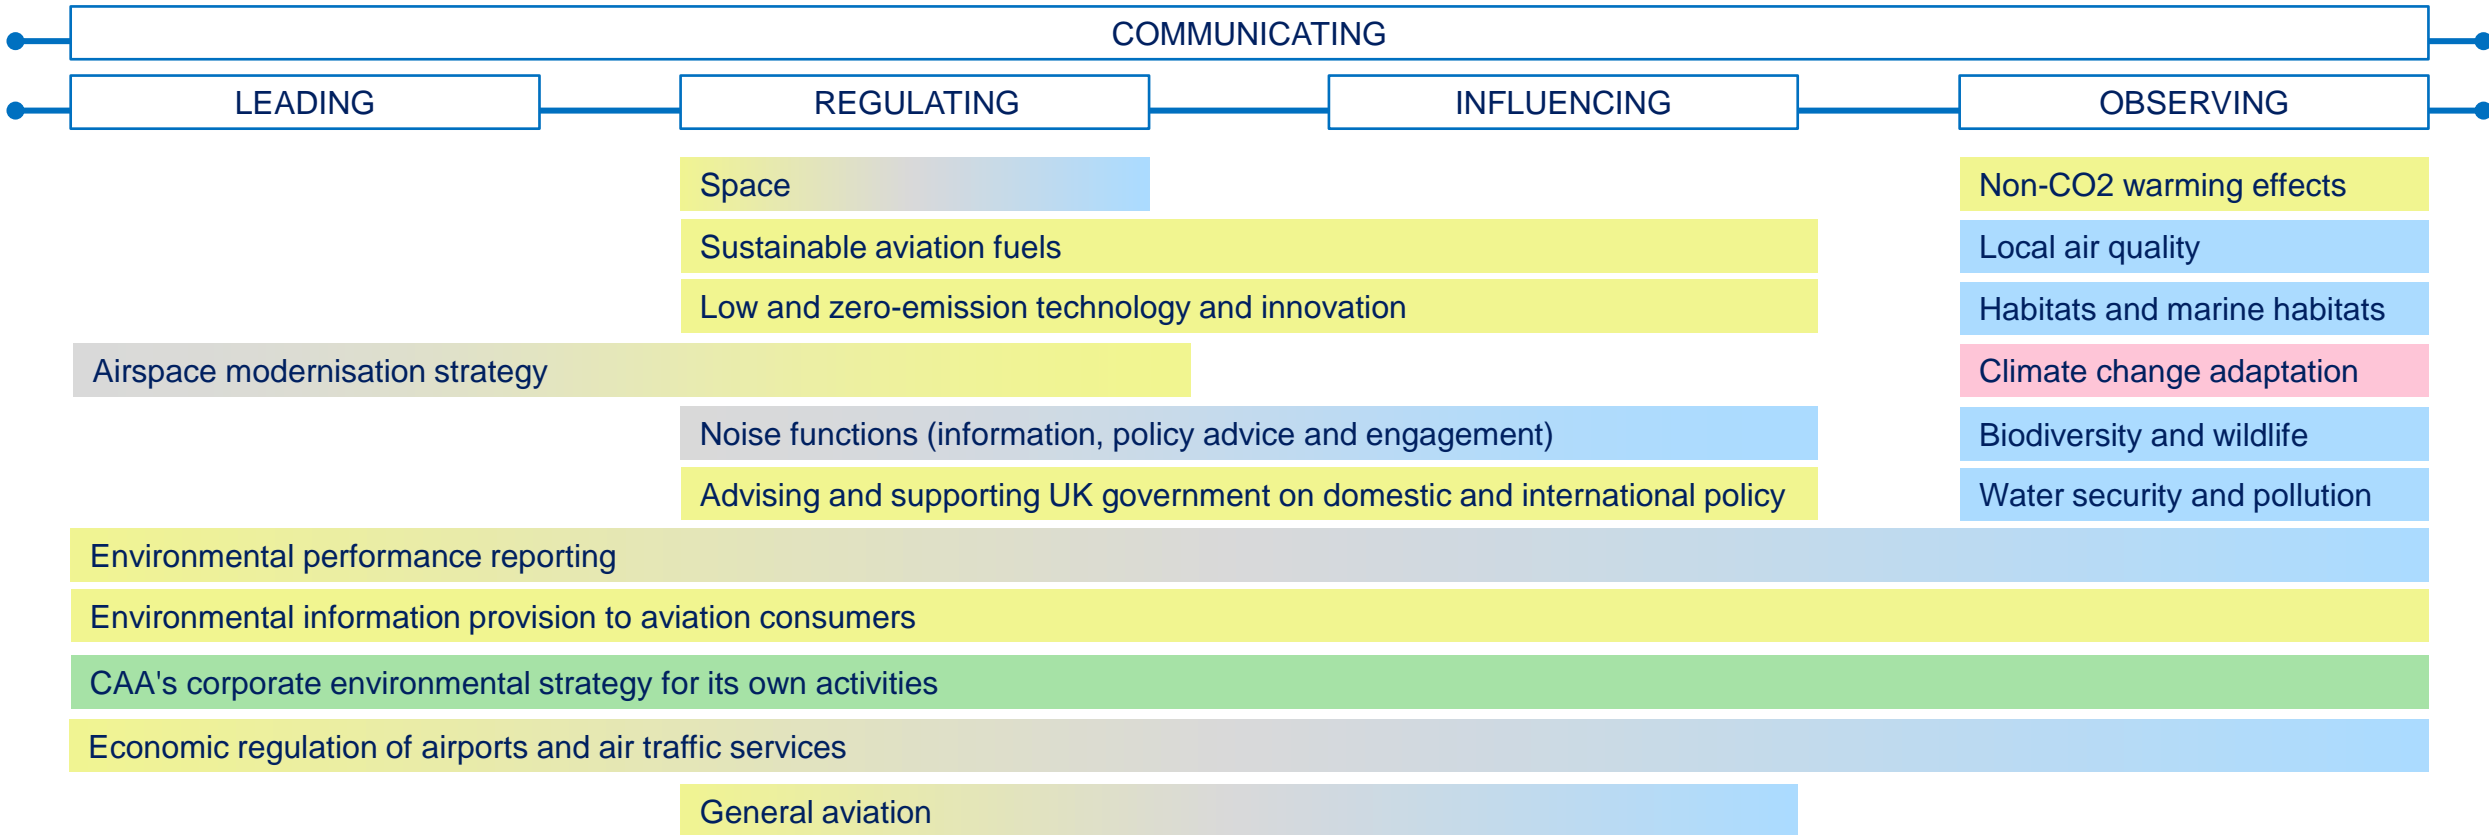 COMMUNICATING
LEADING
REGULATING
INFLUENCING
OBSERVING
Space
Non-CO2 warming effects
Sustainable aviation fuels
Local air quality
Low and zero-emission technology and innovation
Habitats and marine habitats
Airspace modernisation strategy
Climate change adaptation
Noise functions (information, policy advice and engagement)
Biodiversity and wildlife
Advising and supporting UK government on domestic and international policy
Water security and pollution
Environmental performance reporting
Environmental information provision to aviation consumers
CAA's corporate environmental strategy for its own activities
Economic regulation of airports and air traffic services
General aviation